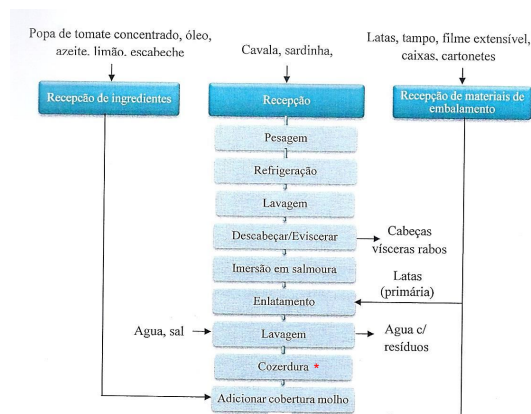 Popa de tomate concentrado, óleo,
azeite, limão, escabeche
Cavala, sardinha,
Latas, tampo, filme extensível,
caixas, cartonetes
Recepção de ingredientes
Recepção
Recepção de materiais de
embalamento
Pesagem
Refrigeração
Lavagem
Descabeçar/Eviscerar
Cabeças
vísceras rabos
Imersão em salmoura
Latas
(primária)
Enlatamento
Agua, sal
Lavagem
Agua c/
resíduos
Cozerdura *
Adicionar cobertura molho